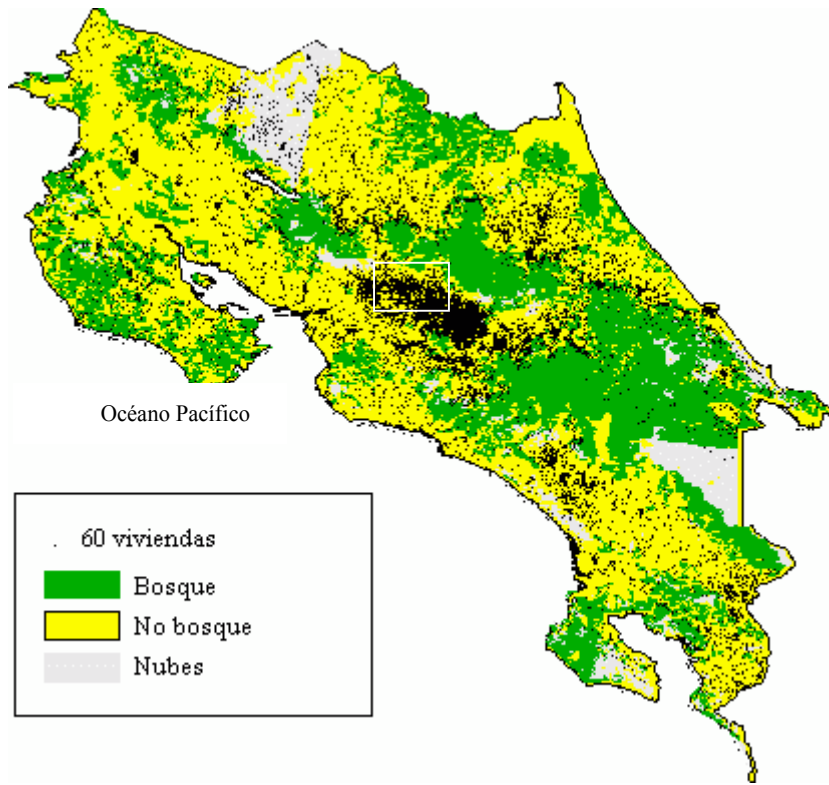 Océano Pacífico
. 60 viviendas
Bosque
No bosque
Nubes